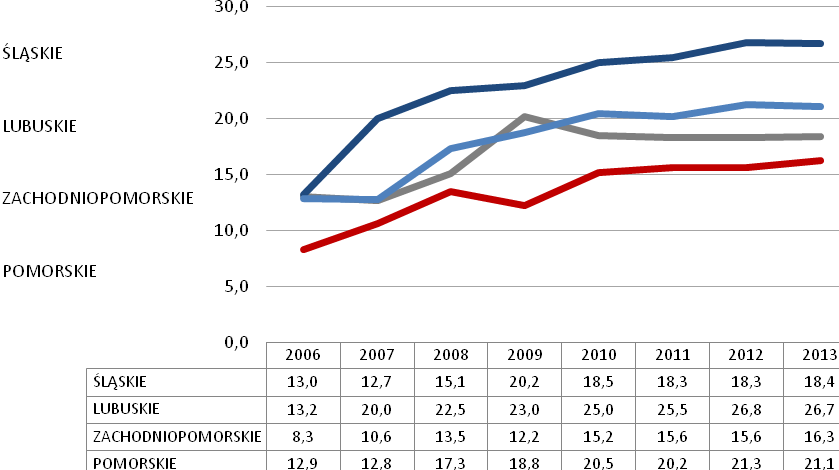 30,0
25,0
20,0
15,0
10,0
5,0
0,0
ŚLĄSKIE
LUBUSKIE
ZACHODNIOPOMORSKIE
POMORSKIE
2006 2007 2008 2009 2010 2011 2012 2013
ŚLĄSKIE 13,0 12,7 15,1 20,2 18,5 18,3 18,3 18,4
LUBUSKIE 13,2 20,0 22,5 23,0 25,0 25,5 26,8 26,7
ZACHODNIOPOMORSKIE 8,3 10,6 13,5 12,2 15,2 15,6 15,6 16,3
POMORSKIE 12,9 12,8 17,3 18,8 20,5 20,2 21,3 21,1